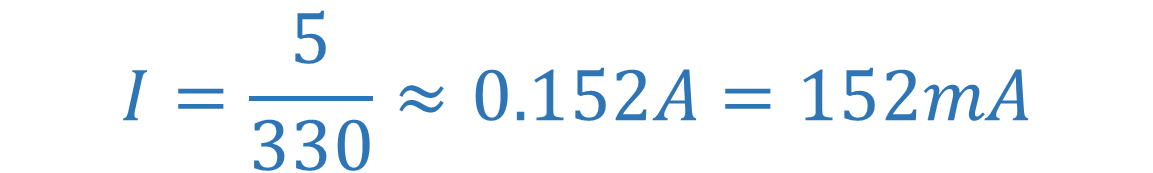 I = 5/330 ≈ 0.152A = 152mA